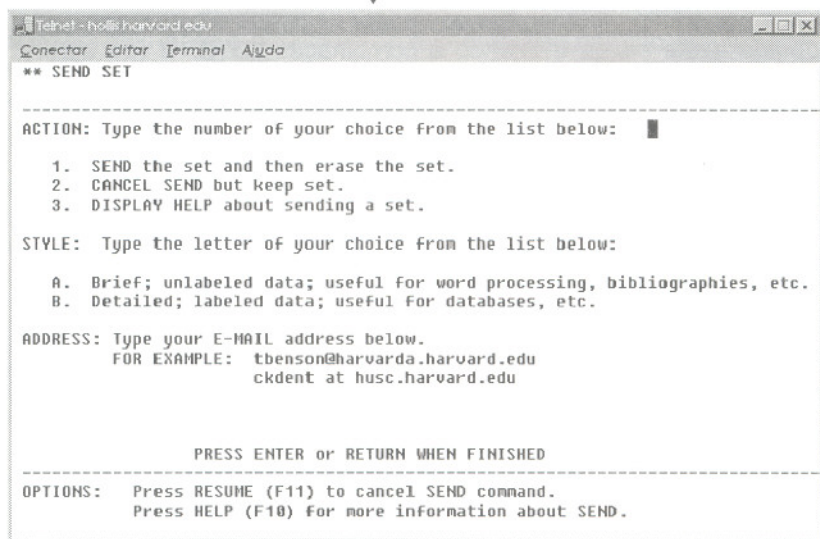 Telnet - hollis.harvard.edu
Conectar Editar Terminal Ajuda
** SEND SET
ACTION: Type the number of your choice from the list below:
1. SEND the set and then erase the set.
2. CANCEL SEND but keep set.
3. DISPLAY HELP about sending a set.
STYLE: Type the letter of your choice from the list below:
A. Brief; unlabeled data; useful for word processing, bibliographies, etc.
B. Detailed; labeled data; useful for databases, etc.
ADDRESS: Type your E-MAIL address below.
FOR EXAMPLE: tbenson@harvarda.harvard.edu
ckdent at husc.harvard.edu
PRESS ENTER or RETURN WHEN FINISHED
OPTIONS: Press RESUME (F11) to cancel SEND command.
Press HELP (F10) for more information about SEND.